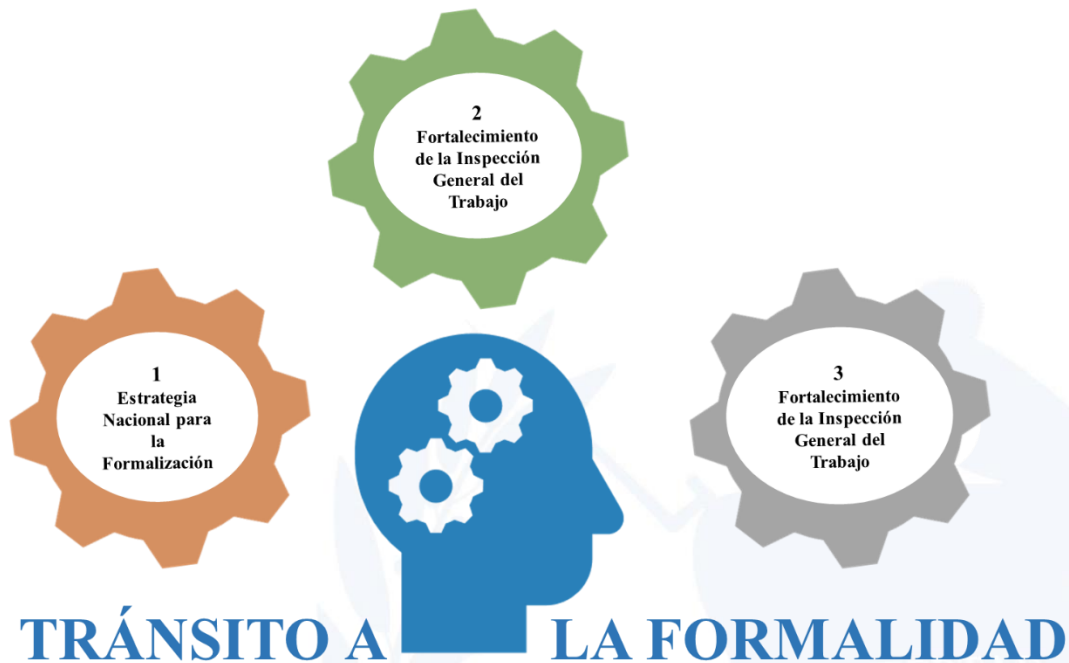 2
Fortalecimiento
de la Inspección
General del
Trabajo
1
Estrategia
Nacional para
la
Formalización
3
Fortalecimiento
de la Inspección
General del
Trabajo
TRÁNSITO A LA FORMALIDAD